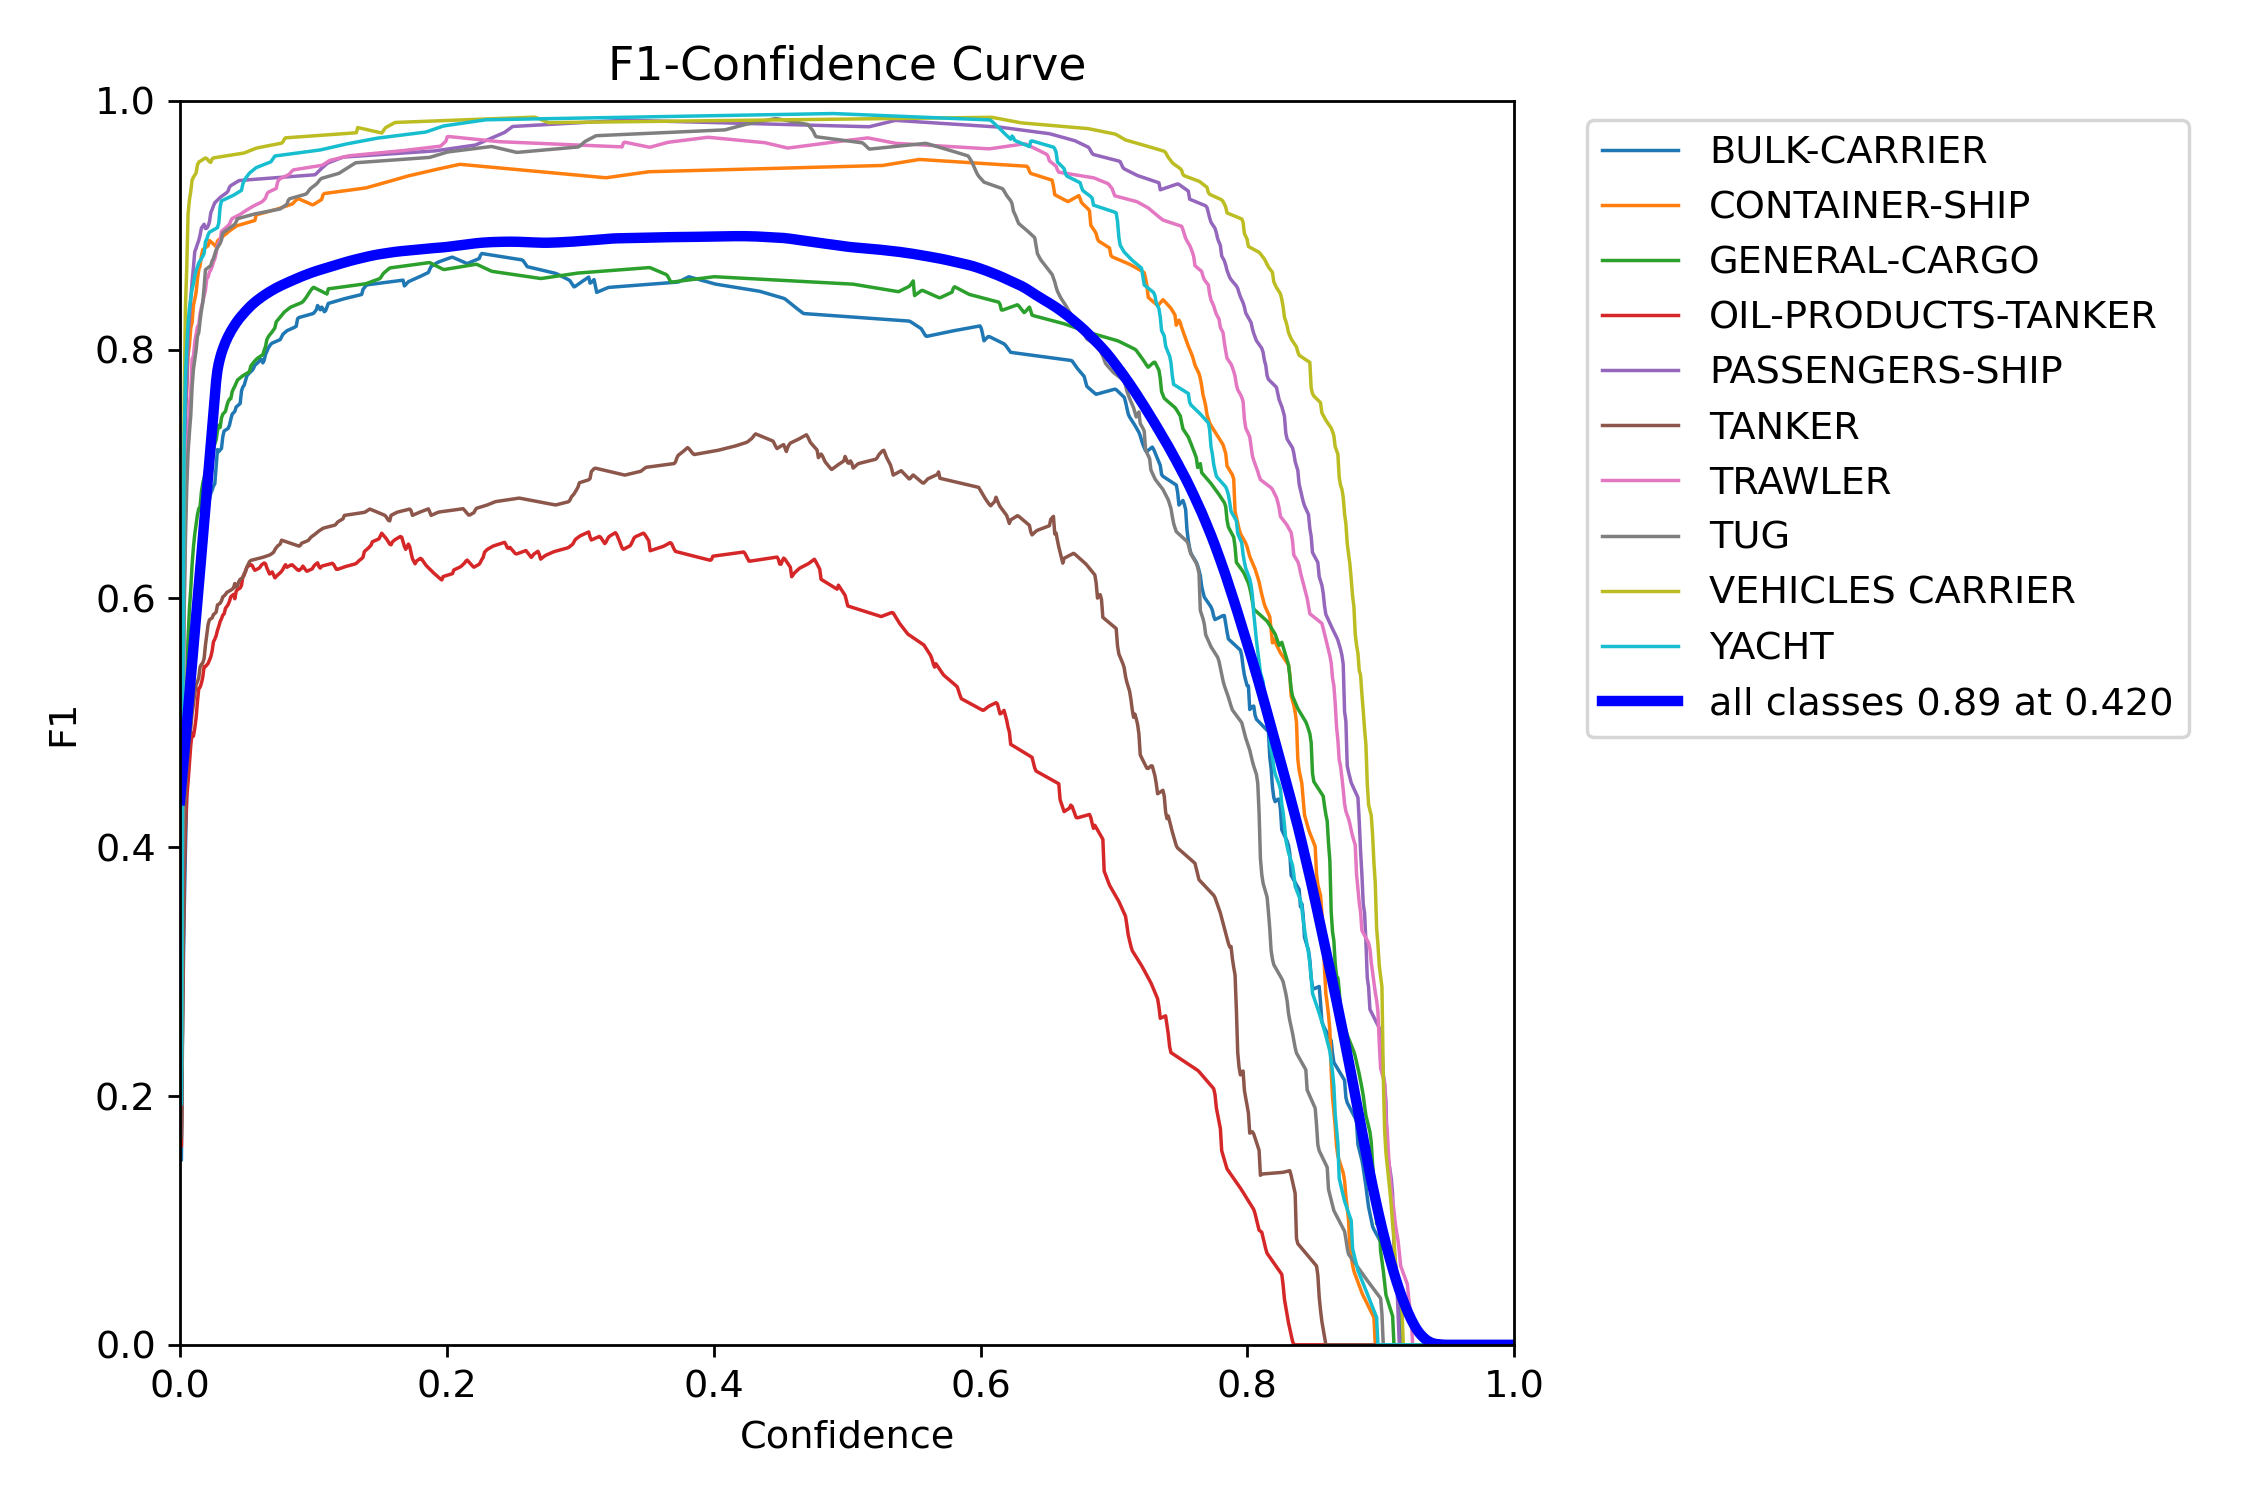 F1-Confidence Curve
1.0
0.8
0.6
0.4
0.2
0.0
F1
0.0 0.2 0.4 0.6 0.8 1.0
Confidence
BULK-CARRIER
CONTAINER-SHIP
GENERAL-CARGO
OIL-PRODUCTS-TANKER
PASSENGERS-SHIP
TANKER
TRAWLER
TUG
VEHICLES CARRIER
YACHT
all classes 0.89 at 0.420